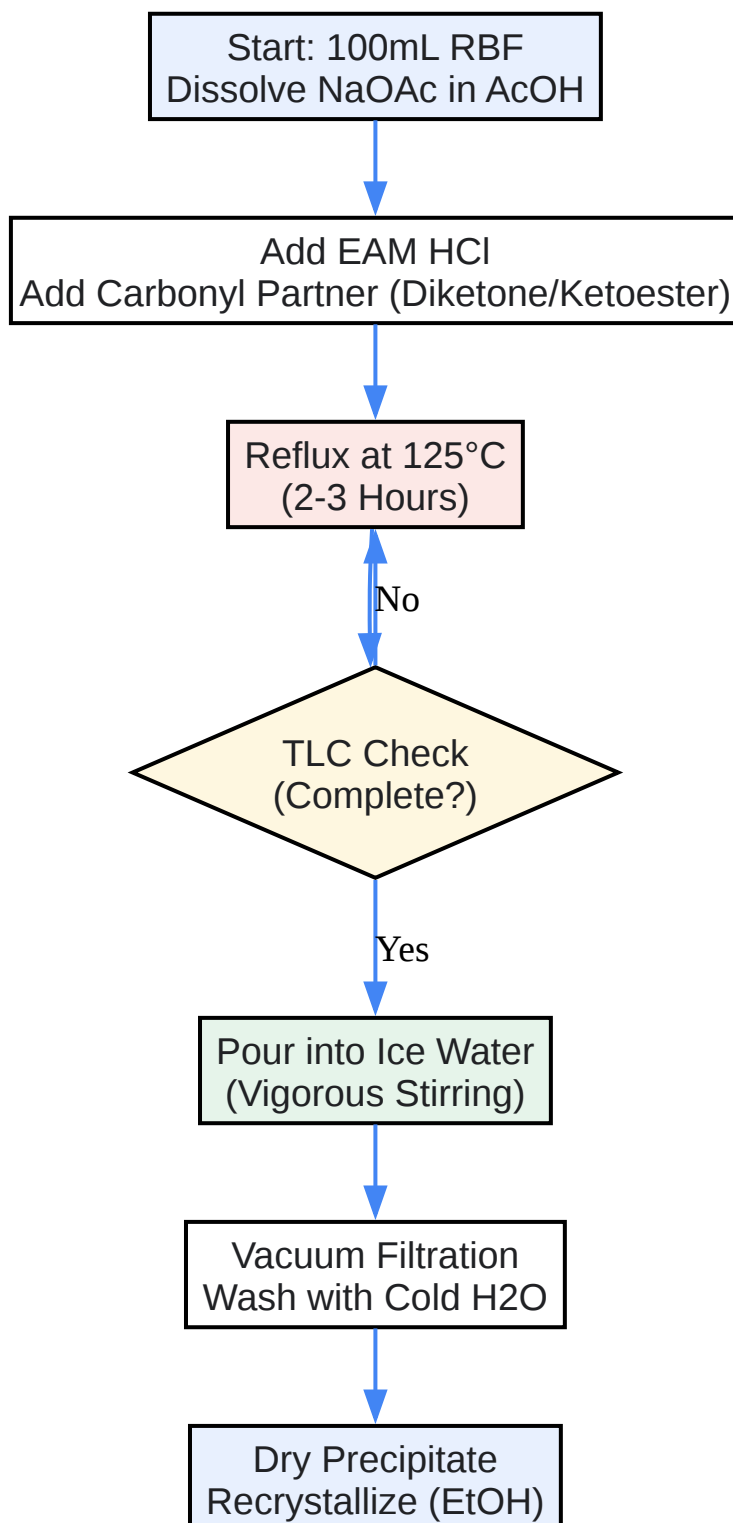 Start: 100mL RBF
Dissolve NaOAc in AcOH
Add EAM HCl
Add Carbonyl Partner (Diketone/Ketoester)
Reflux at 125°C
(2-3 Hours)
No
TLC Check
(Complete?)
Yes
Pour into Ice Water
(Vigorous Stirring)
Vacuum Filtration
Wash with Cold H2O
Dry Precipitate
Recrystallize (EtOH)